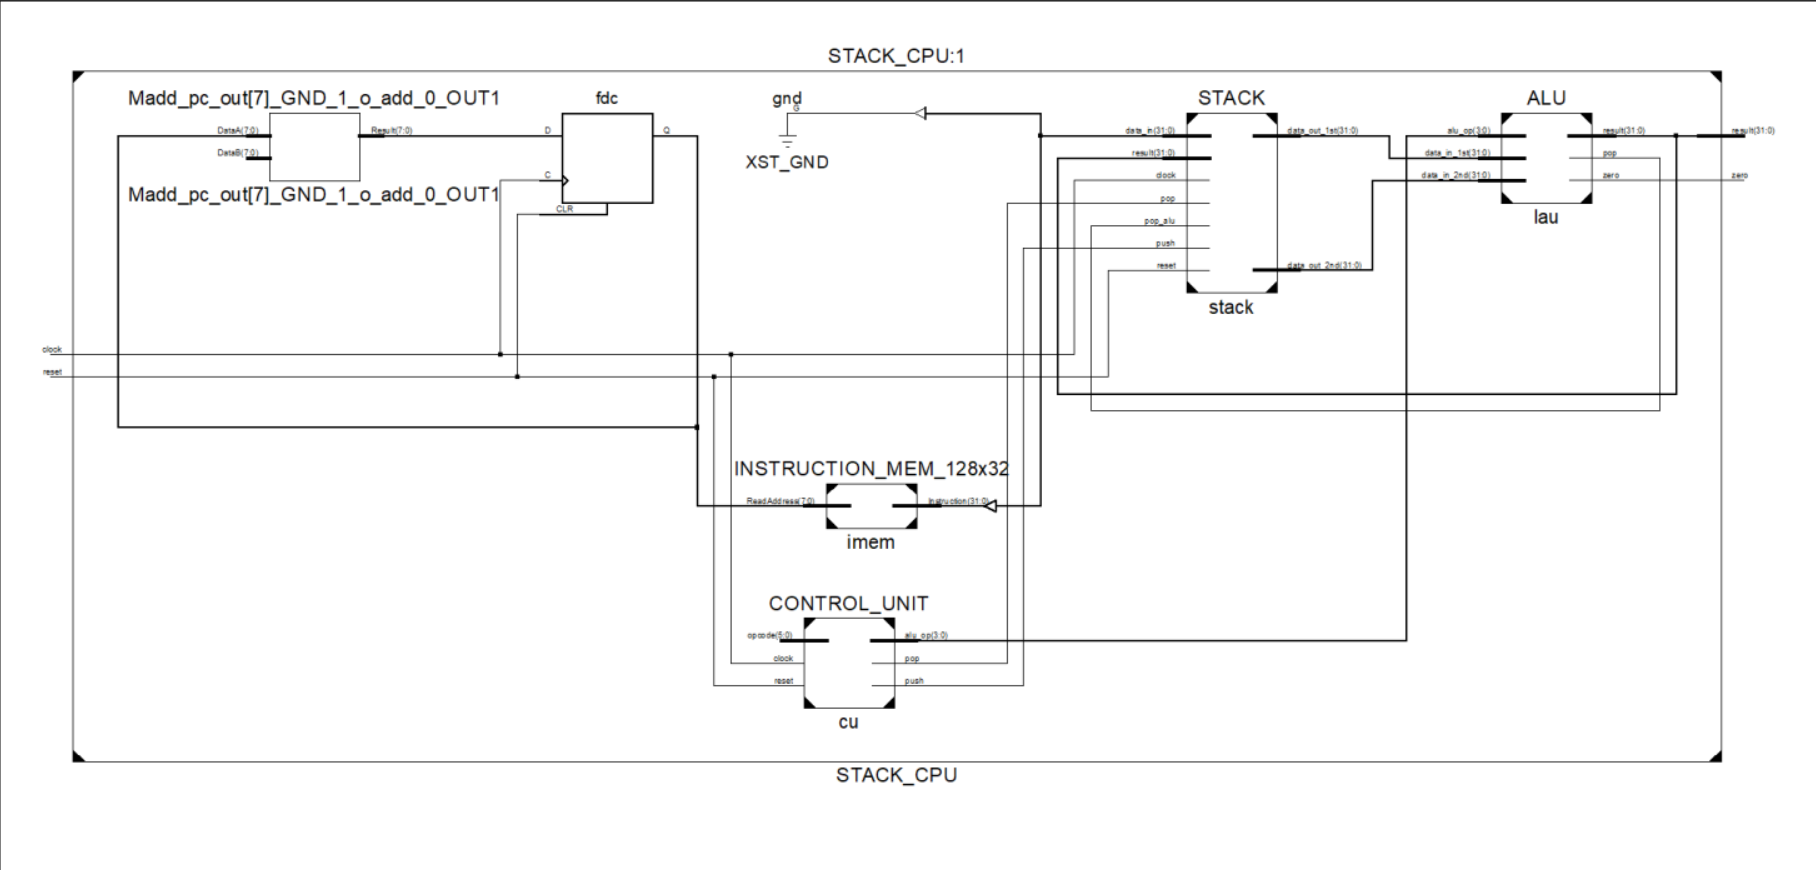 STACK_CPU:1
Madd_pc_out[7]_GND_1_o_add_0_OUT1
DataA(7:0)
DataB(7:0)
Result(7:0)
Madd_pc_out[7]_GND_1_o_add_0_OUT1
fdc
D
Q
C
CLR
gnd
G
XST_GND
STACK
data_in(31:0)
result(31:0)
clock
pop
pop_alu
push
reset
data_out_1st(31:0)
data_out_2nd(31:0)
stack
ALU
alu_op(3:0)
data_in_1st(31:0)
data_in_2nd(31:0)
result(31:0)
pop
zero
lau
result(31:0)
zero
clock
reset
INSTRUCTION_MEM_128x32
ReadAddress(7:0)
Instruction(31:0)
imem
CONTROL_UNIT
opcode(5:0)
clock
reset
alu_op(3:0)
pop
push
cu
STACK_CPU